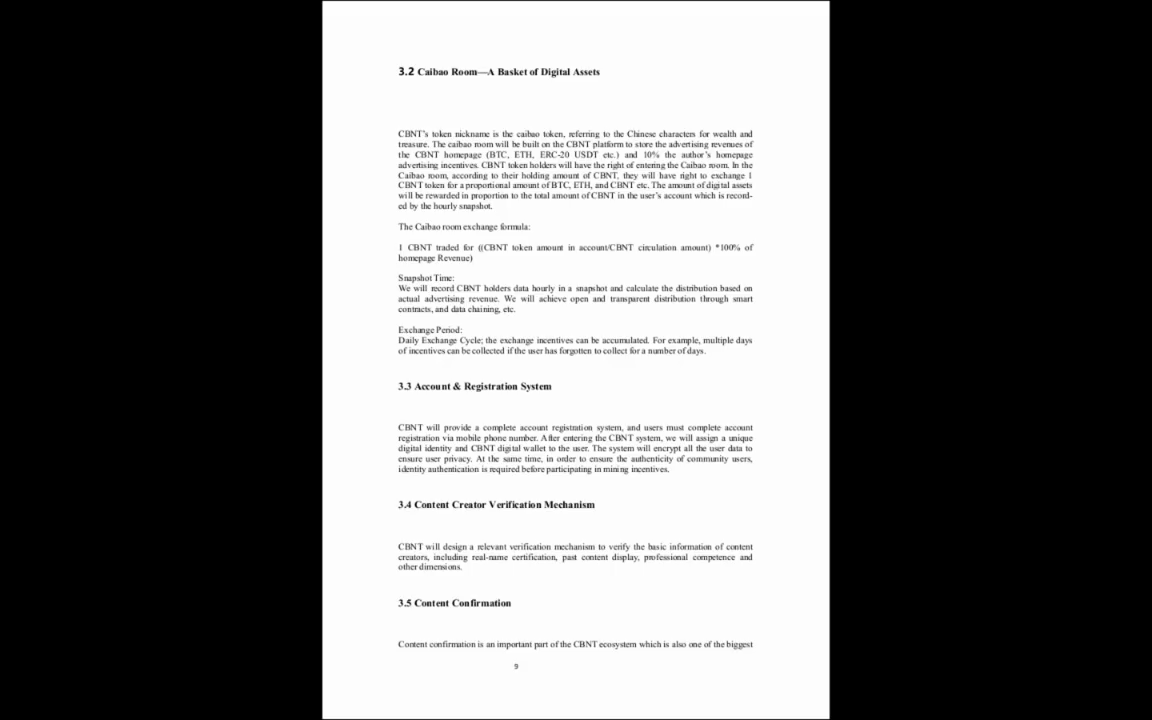 3.2 Caibao Room—A Basket of Digital Assets
CBNT's token nickname is the caibao token, referring to the Chinese characters for wealth and
treasure. The caibao room will be built on the CBNT platform to store the advertising revenues of
the CBNT homepage (BTC, ETH, ERC-20 USDT etc.) and 10% the author's homepage
advertising incentives. CBNT token holders will have the right of entering the Caibao room. In the
Caibao room, according to their holding amount of CBNT, they will have right to exchange 1
CBNT token for a proportional amount of BTC, ETH, and CBNT etc. The amount of digital assets
will be rewarded in proportion to the total amount of CBNT in the user's account which is record-
ed by the hourly snapshot.
The Caibao room exchange formula:
1 CBNT traded for ((CBNT token amount in account/CBNT circulation amount) *100% of
homepage Revenue)
Snapshot Time:
We will record CBNT holders data hourly in a snapshot and calculate the distribution based on
actual advertising revenue. We will achieve open and transparent distribution through smart
contracts, and data chaining, etc.
Exchange Period:
Daily Exchange Cycle; the exchange incentives can be accumulated. For example, multiple days
of incentives can be collected if the user has forgotten to collect for a number of days.
3.3 Account & Registration System
CBNT will provide a complete account registration system, and users must complete account
registration via mobile phone number. After entering the CBNT system, we will assign a unique
digital identity and CBNT digital wallet to the user. The system will encrypt all the user data to
ensure user privacy. At the same time, in order to ensure the authenticity of community users,
identity authentication is required before participating in mining incentives.
3.4 Content Creator Verification Mechanism
CBNT will design a relevant verification mechanism to verify the basic information of content
creators, including real-name certification, past content display, professional competence and
other dimensions.
3.5 Content Confirmation
Content confirmation is an important part of the CBNT ecosystem which is also one of the biggest
9